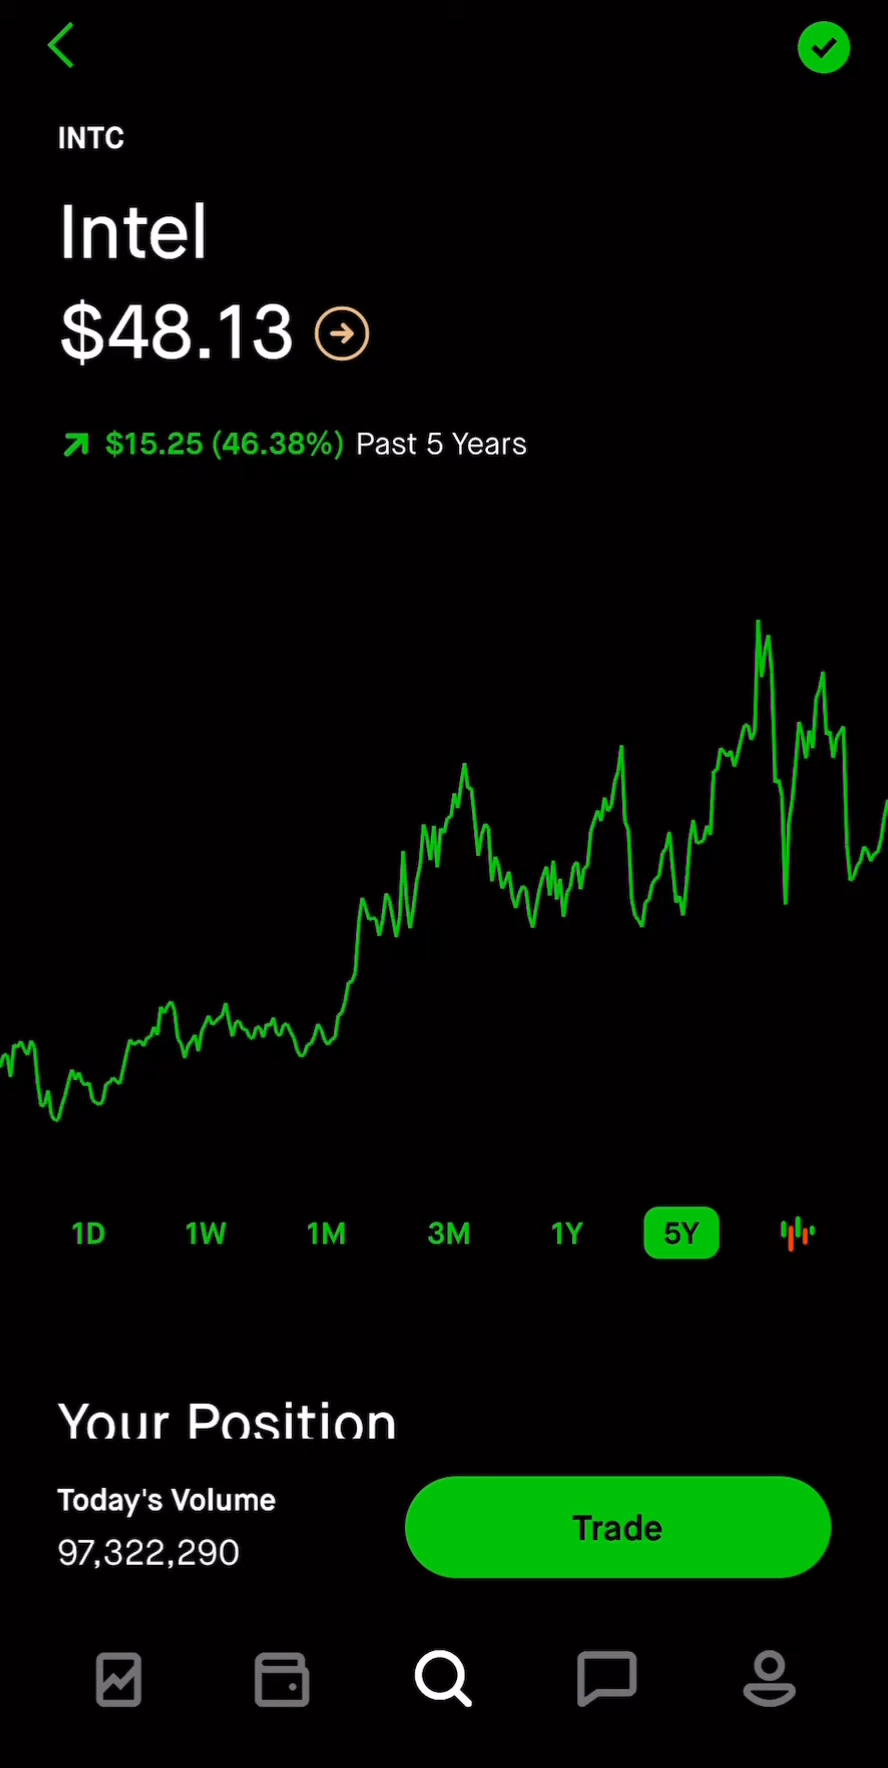 INTC
Intel
$48.13
$15.25 (46.38%) Past 5 Years
1D 1W 1M 3M 1Y 5Y
Your Position
Today's Volume
97,322,290
Trade